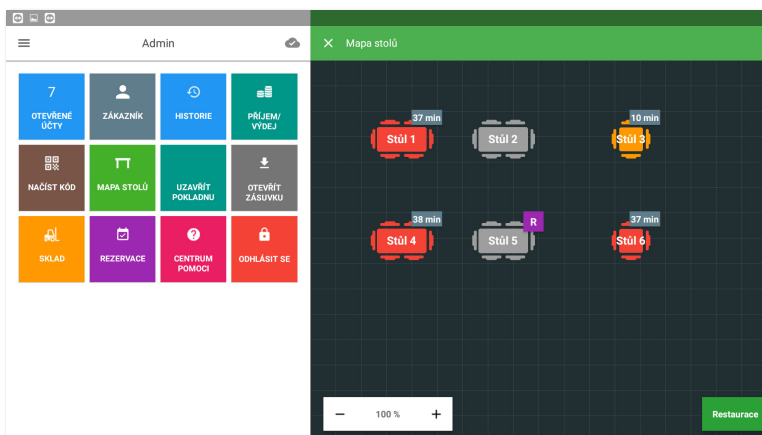 Admin
7
OTEVŘENÉ
ÚČTY
ZÁKAZNÍK
HISTORIE
PŘÍJEM/
VÝDEJ
NAČÍST KÓD
MAPA STOLŮ
UZAVŘÍT
POKLADNU
OTEVŘÍT
ZÁSUVKU
SKLAD
REZERVACE
CENTRUM
POMOCI
ODHLÁSIT SE
Mapa stolů
37 min
Stůl 1
Stůl 2
10 min
Stůl 3
38 min
Stůl 4
R
Stůl 5
37 min
Stůl 6
− 100 % +
Restaurace